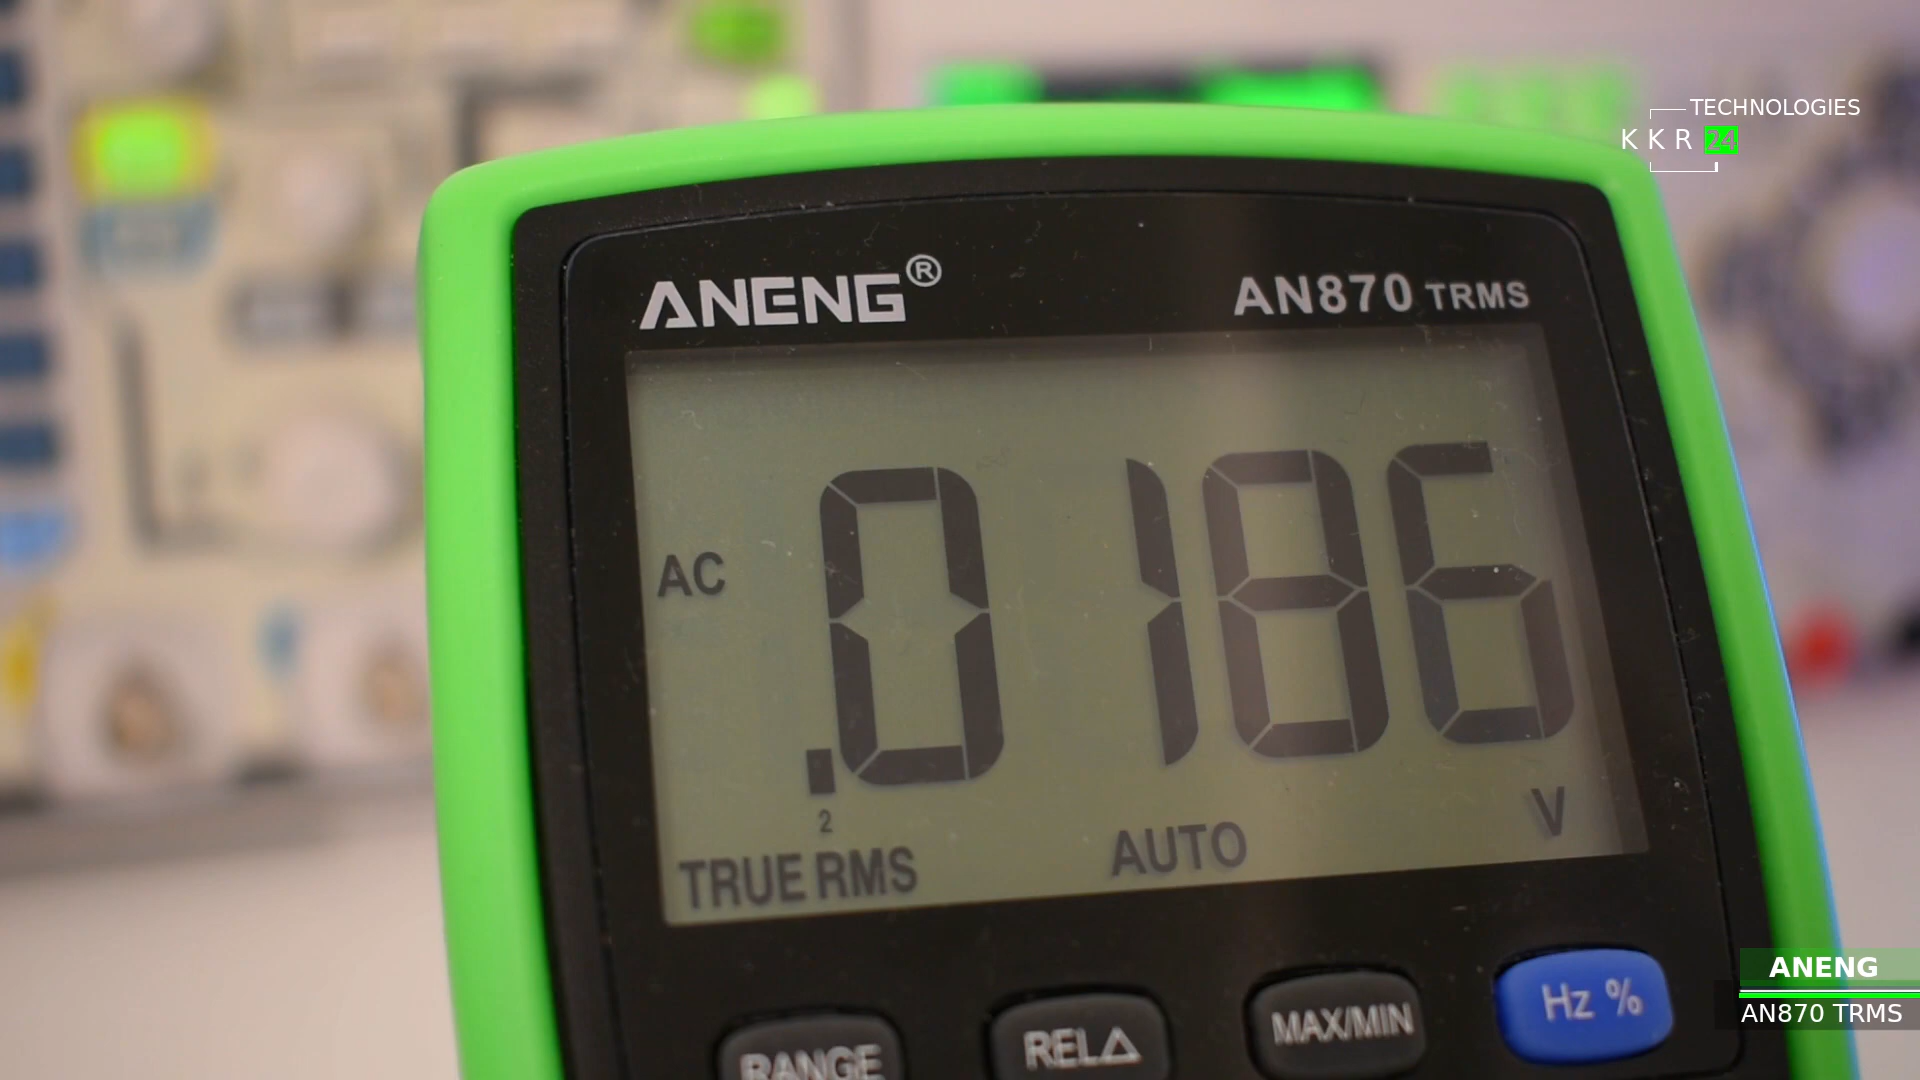 TECHNOLOGIES
KKR 24
ANENG®
AN870 TRMS
AC
.0186
2
TRUE RMS
AUTO
V
RANGE
REL△
MAX/MIN
Hz %
ANENG
AN870 TRMS